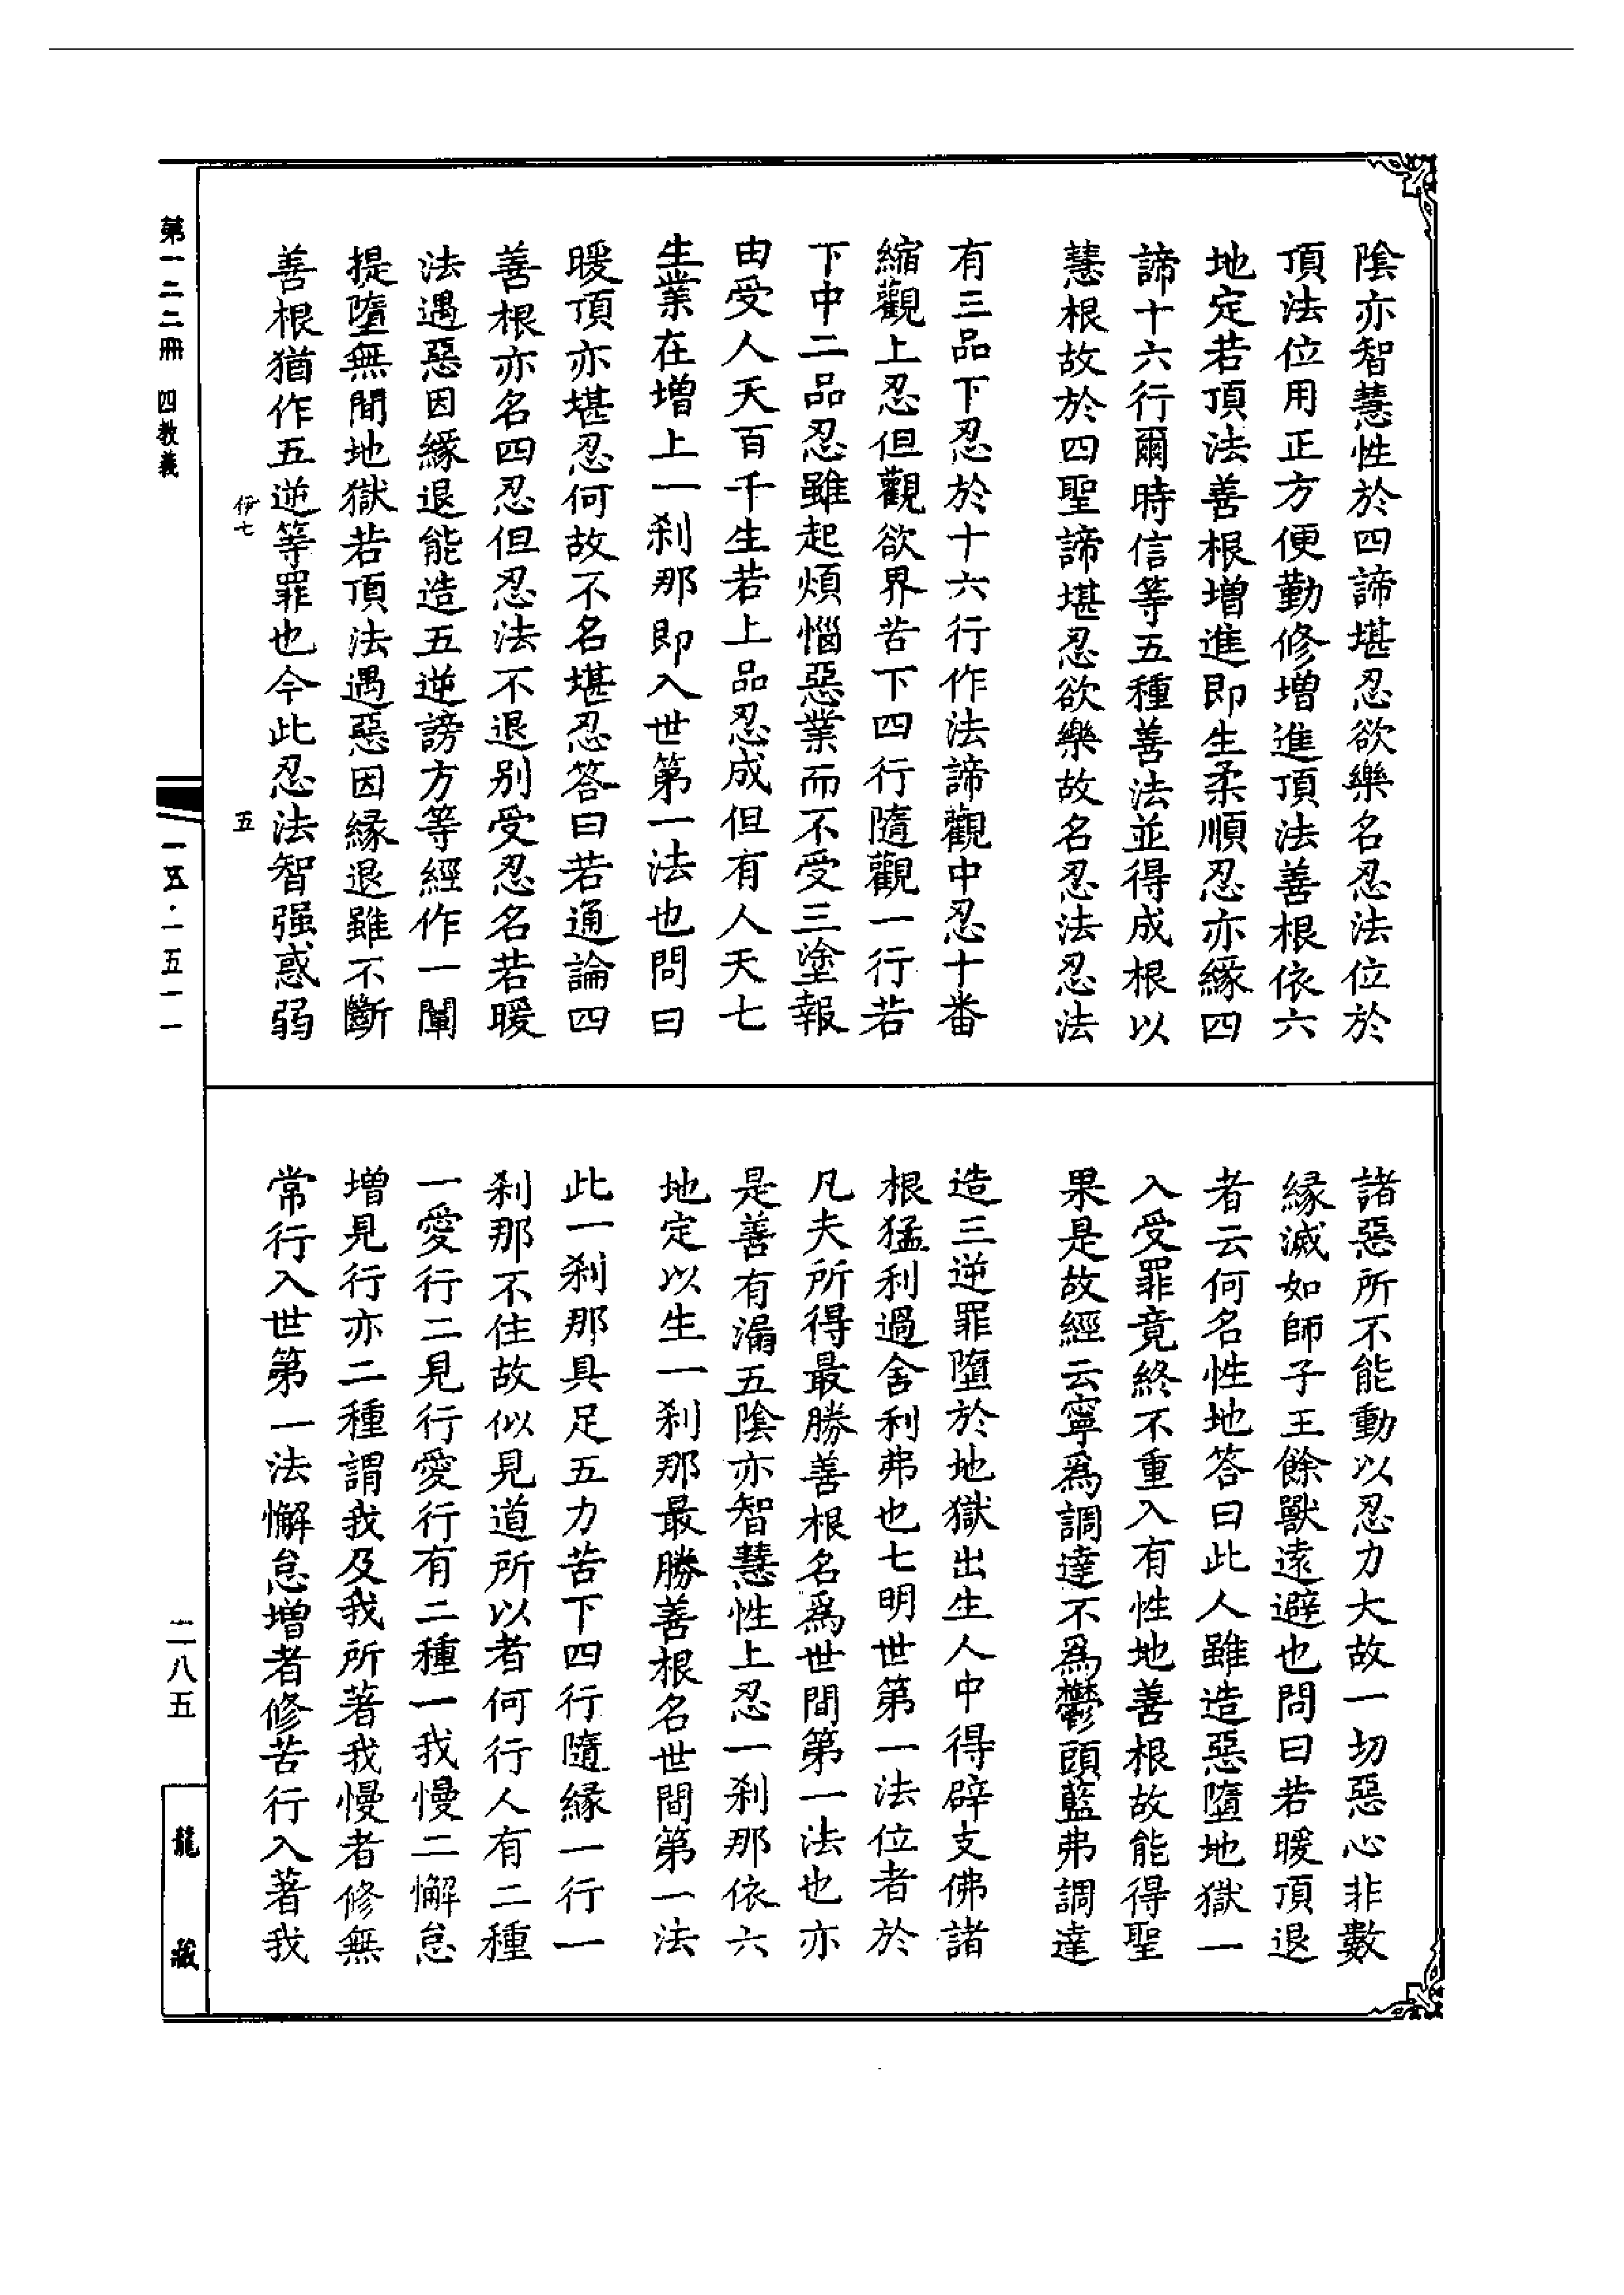 陰亦智慧性於四諦堪忍欲樂名忍法位於
頂法位用正方便勤修增進頂法善根依六
地定若頂法善根增進即生柔順忍亦緣四
諦十六行爾時信等五種善法並得成根以
慧根故於四聖諦堪忍欲樂故名忍法忍法
有三品下忍於十六行作法諦觀中忍十番
縮觀上忍但觀欲界苦下四行隨觀一行若
下中二品忍雖起煩惱惡業而不受三塗報
由受人天百千生若上品忍成但有人天七
生業在增上一刹那即入世第一法也問曰
暖頂亦堪忍何故不名堪忍答曰若通論四
善根亦名四忍但忍法不退别受忍名若暖
法遇惡因緣退能造五逆謗方等經作一闡
提墮無間地獄若頂法遇惡因緣退雖不斷
善根猶作五逆等罪也今此忍法智强惑弱
諸惡所不能動以忍力大故一切惡心非數
緣滅如師子王餘獸遠避也問曰若暖頂退
者云何名性地答曰此人雖造惡墮地獄一
入受罪竟終不重入有性地善根故能得聖
果是故經云寧爲調達不爲鬱頭藍弗調達
造三逆罪墮於地獄出生人中得辟支佛諸
根猛利過舍利弗也七明世第一法位者於
凡夫所得最勝善根名爲世間第一法也亦
是善有漏五陰亦智慧性上忍一刹那依六
地定以生一刹那最勝善根名世間第一法
此一刹那具足五力苦下四行隨緣一行一
刹那不住故似見道所以者何行人有二種
一愛行二見行愛行有二種一我慢二懈怠
增見行亦二種謂我及我所著我慢者修無
常行入世第一法懈怠增者修苦行入著我
伊七
五
第一二二冊 四教義
一五·一五一一
二八五
龍藏